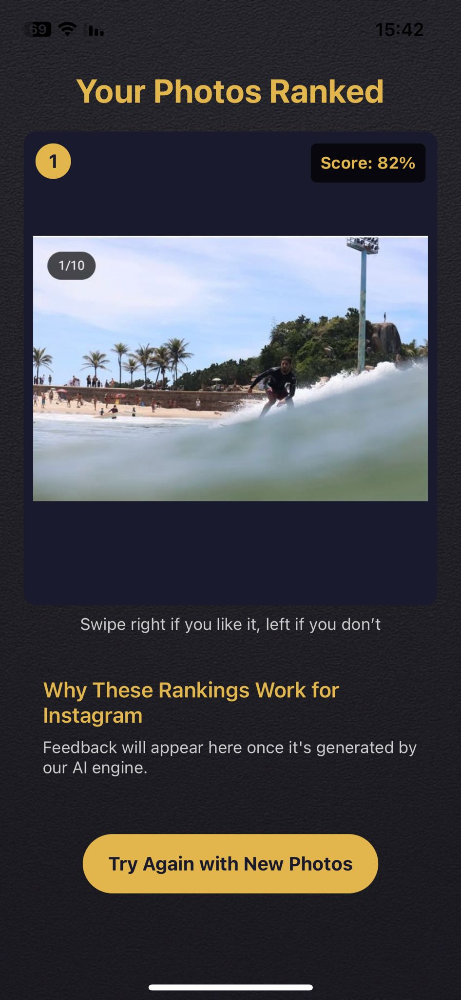 69
15:42
Your Photos Ranked
1
Score: 82%
1/10
Swipe right if you like it, left if you don’t
Why These Rankings Work for
Instagram
Feedback will appear here once it's generated by
our AI engine.
Try Again with New Photos